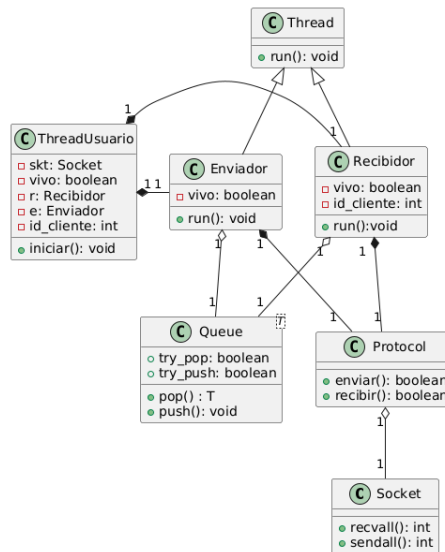 C Thread
run(): void
1
C ThreadUsuario
skt: Socket
vivo: boolean
r: Recibidor
e: Enviador
id_cliente: int
iniciar(): void
1 1
C Enviador
vivo: boolean
run(): void
1
C Recibidor
vivo: boolean
id_cliente: int
run():void
1 1 1 1
1 1 1 1
C Queue T
try_pop: boolean
try_push: boolean
pop() : T
push(): void
C Protocol
enviar(): boolean
recibir(): boolean
1
1
C Socket
recvall(): int
sendall(): int